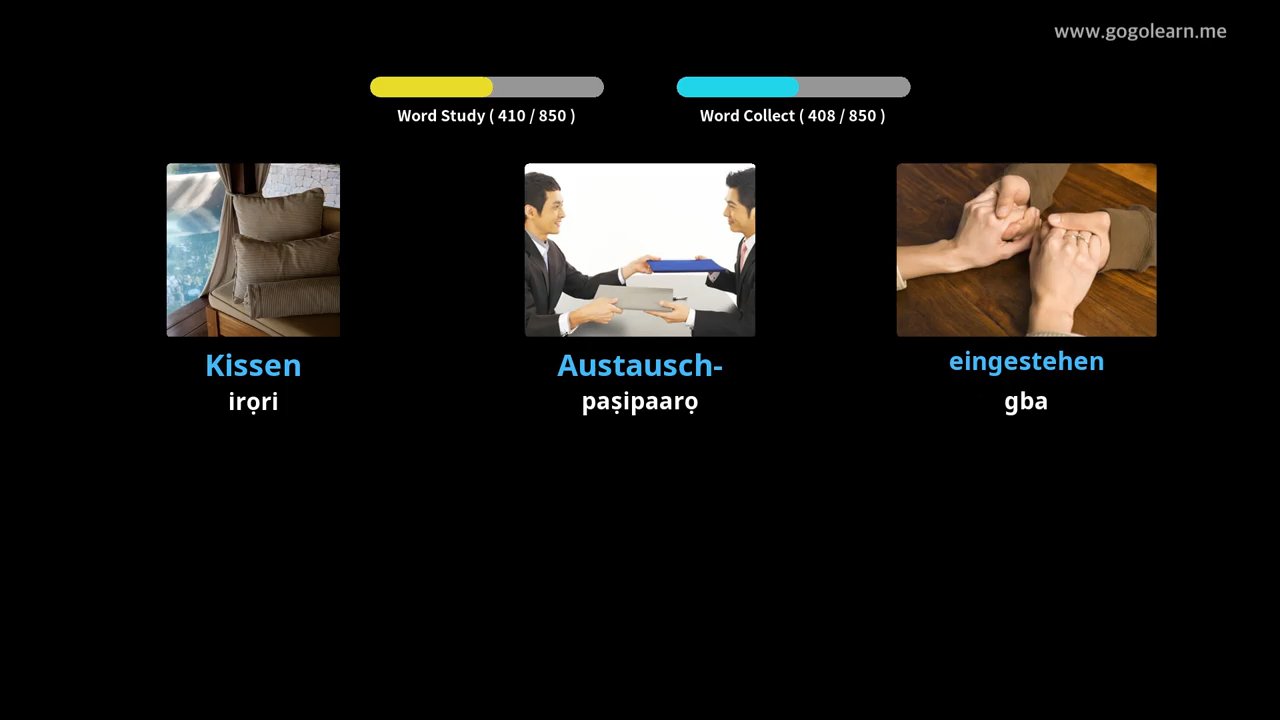 www.gogolearn.me
Word Study ( 410 / 850 )
Word Collect ( 408 / 850 )
Kissen
irọri
Austausch-
paṣipaarọ
eingestehen
gba